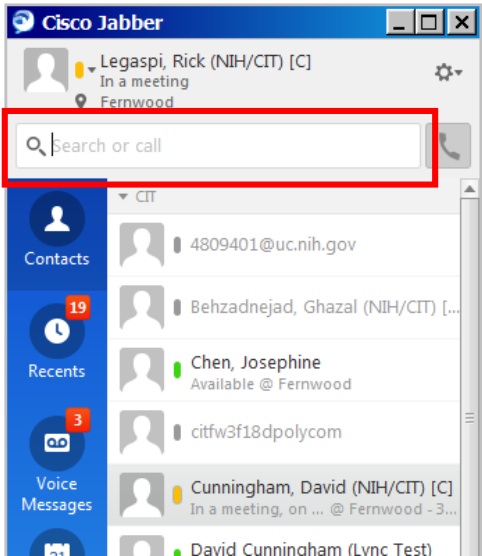 Cisco Jabber
Legaspi, Rick (NIH/CIT) [C]
In a meeting
Fernwood
Search or call
CIT
Contacts
4809401@uc.nih.gov
19
Behzadnejad, Ghazal (NIH/CIT) [...
Recents
Chen, Josephine
Available @ Fernwood
3
citfw3f18dpolycom
Voice
Messages
Cunningham, David (NIH/CIT) [C]
In a meeting, on ... @ Fernwood - 3...
21
David Cunningham (Lync Test)